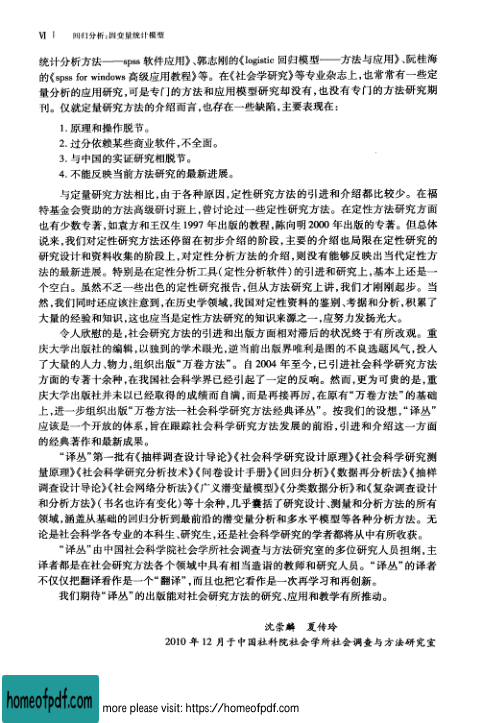 Ⅵ | 回归分析:因变量统计模型
统计分析方法——spss 软件应用》、郭志刚的《logistic 回归模型——方法与应用》、阮桂海
的《spss for windows 高级应用教程》等。在《社会学研究》等专业杂志上,也常常有一些定
量分析的应用研究,可是专门的方法和应用模型研究却没有,也没有专门的方法研究期
刊。仅就定量研究方法的介绍而言,也存在一些缺陷,主要表现在:
1. 原理和操作脱节。
2. 过分依赖某些商业软件,不全面。
3. 与中国的实证研究相脱节。
4. 不能反映当前方法研究的最新进展。
与定量研究方法相比,由于各种原因,定性研究方法的引进和介绍都比较少。在福
特基金会资助的方法高级研讨班上,曾讨论过一些定性研究方法。在定性方法研究方面
也有少数专著,如袁方和王汉生 1997 年出版的教程,陈向明 2000 年出版的专著。但总体
说来,我们对定性研究方法还停留在初步介绍的阶段,主要的介绍也局限在定性研究的
研究设计和资料收集的阶段上,对定性分析方法的介绍,则没有能够反映出当代定性方
法的最新进展。特别是在定性分析工具(定性分析软件)的引进和研究上,基本上还是一
个空白。虽然不乏一些出色的定性研究报告,但从方法研究上讲,我们才刚刚起步。当
然,我们同时还应该注意到,在历史学领域,我国对定性资料的鉴别、考据和分析,积累了
大量的经验和知识,这也应当是定性方法研究的知识来源之一,应努力发扬光大。
令人欣慰的是,社会研究方法的引进和出版方面相对滞后的状况终于有所改观。重
庆大学出版社的编辑,以独到的学术眼光,逆当前出版界唯利是图的不良选题风气,投入
了大量的人力、物力,组织出版“万卷方法”。自 2004 年至今,已引进社会科学研究方法
方面的专著十余种,在我国社会科学界已经引起了一定的反响。然而,更为可贵的是,重
庆大学出版社并未以已经取得的成绩而自满,而是再接再厉,在原有“万卷方法”的基础
上,进一步组织出版“万卷方法—社会科学研究方法经典译丛”。按我们的设想,“译丛”
应该是一个开放的体系,旨在跟踪社会科学研究方法发展的前沿,引进和介绍这一方面
的经典著作和最新成果。
“译丛”第一批有《抽样调查设计导论》《社会科学研究设计原理》《社会科学研究测
量原理》《社会科学研究分析技术》《问卷设计手册》《回归分析》《数据再分析法》《抽样
调查设计导论》《社会网络分析法》《广义潜变量模型》《分类数据分析》和《复杂调查设计
和分析方法》(书名也许有变化)等十余种,几乎囊括了研究设计、测量和分析方法的所有
领域,涵盖从基础的回归分析到最前沿的潜变量分析和多水平模型等各种分析方法。无
论是社会科学各专业的本科生、研究生,还是社会科学研究的学者都将从中有所收获。
“译丛”由中国社会科学院社会学所社会调查与方法研究室的多位研究人员担纲,主
译者都是在社会研究方法各个领域中具有相当造诣的教师和研究人员。“译丛”的译者
不仅仅把翻译看作是一个“翻译”,而且也把它看作是一次再学习和再创新。
我们期待“译丛”的出版能对社会研究方法的研究、应用和教学有所推动。
沈崇麟 夏传玲
2010 年 12 月于中国社科院社会学所社会调查与方法研究室
homeofpdf.com
more please visit: https://homeofpdf.com